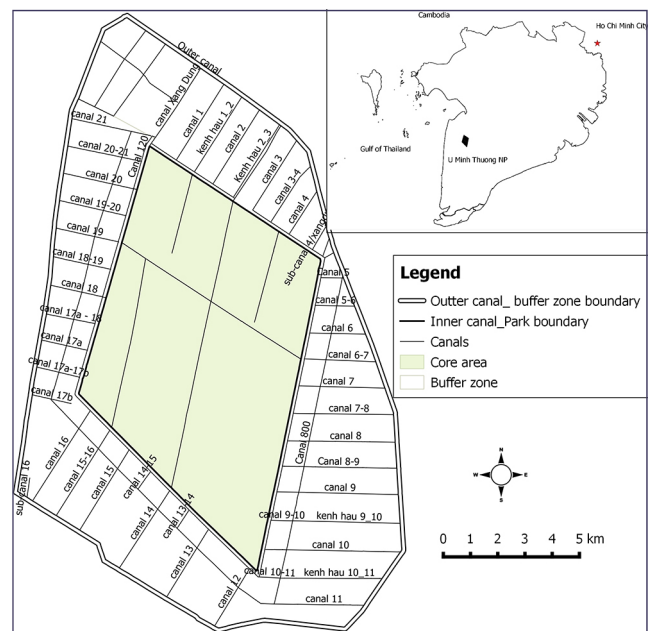 Cambodia
Ho Chi Minh City
Gulf of Thailand
U Minh Thuong NP
Outer canal
canal Xang Dung
canal 1
kenh hau 1_2
canal 2
Kenh hau 2_3
canal 3
canal 3-4
canal 4
sub-canal 4/xang
canal 21
Canal 120
canal 20-21
canal 20
canal 19-20
canal 19
canal 18-19
canal 18
canal 17a - 18
canal 17a
canal 17a-17b
canal 17b
sub-canal 16
canal 16
canal 15-16
canal 15
canal 14-15
canal 14
canal 13-14
canal 13
canal 12
Canal 5
canal 5-6
canal 6
canal 6-7
canal 7
canal 7-8
canal 8
Canal 8-9
canal 9
Canal 800
canal 9-10 kenh hau 9_10
canal 10
canal 10-11 kenh hau 10_11
canal 11
Legend
Outter canal_ buffer zone boundary
Inner canal_Park boundary
Canals
Core area
Buffer zone
N
W E
S
0 1 2 3 4 5 km